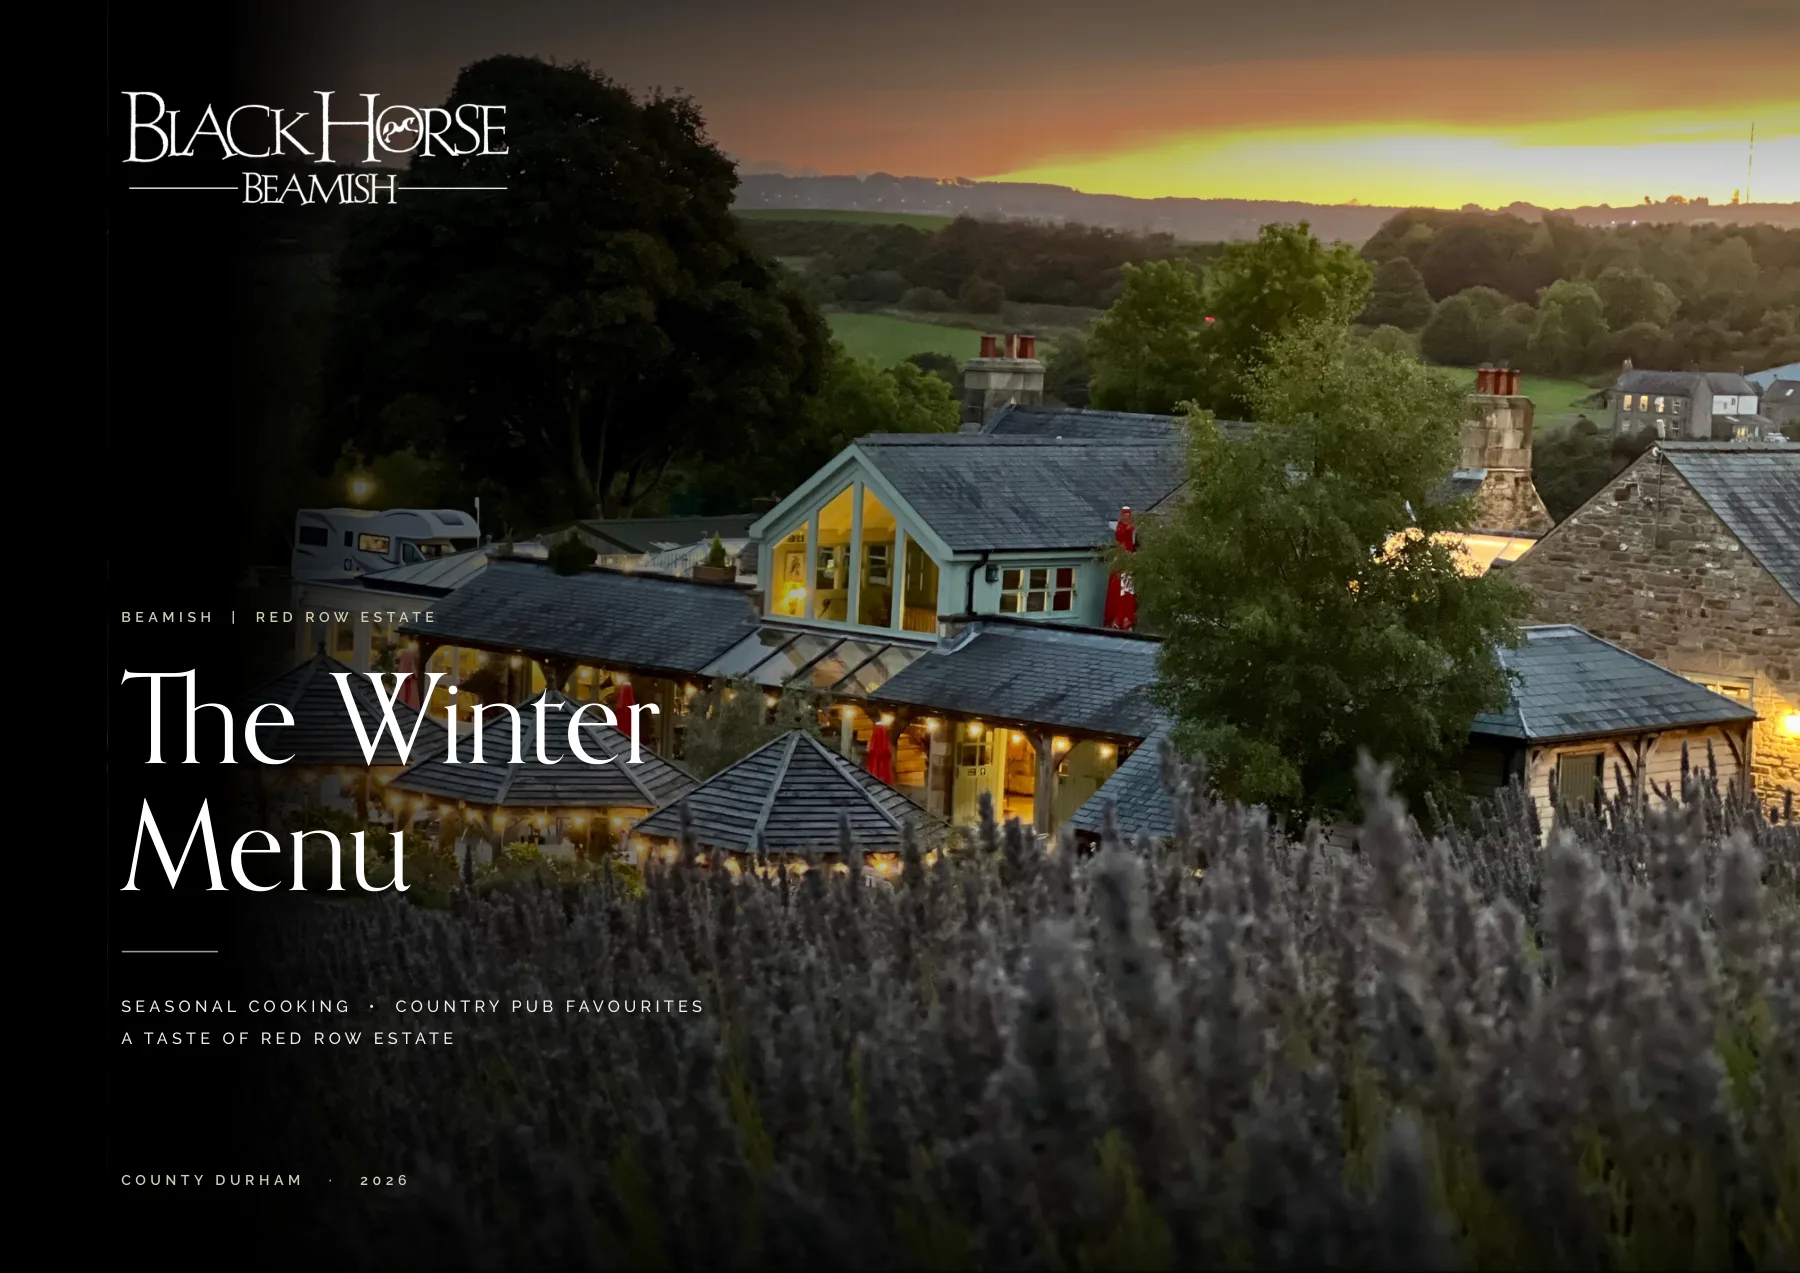 BLACK HORSE
BEAMISH
BEAMISH | RED ROW ESTATE
The Winter
Menu
SEASONAL COOKING • COUNTRY PUB FAVOURITES
A TASTE OF RED ROW ESTATE
COUNTY DURHAM · 2026